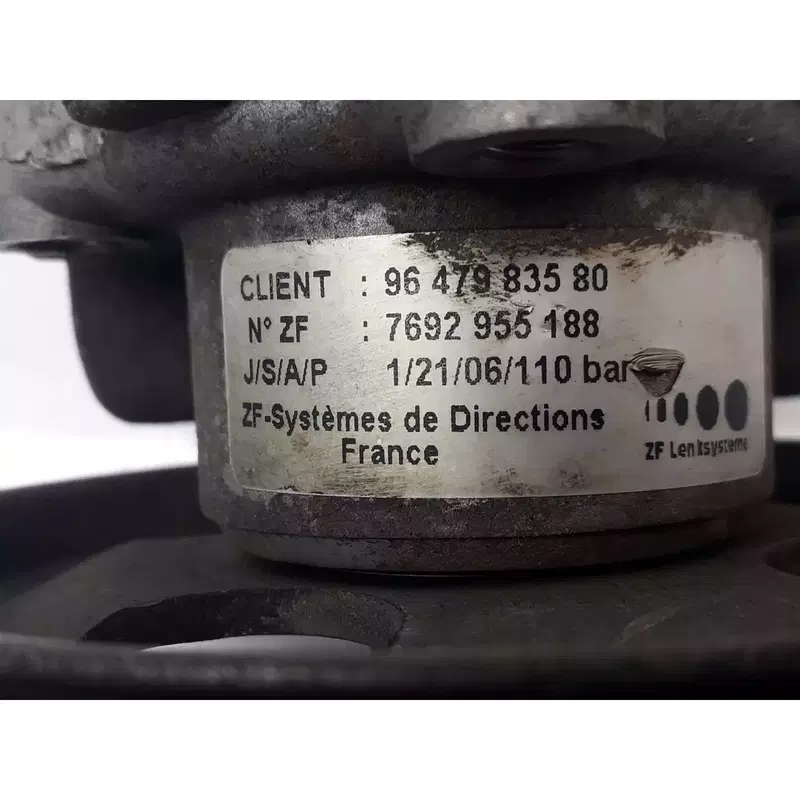 CLIENT : 96 479 835 80
N° ZF : 7692 955 188
J/S/A/P 1/21/06/110 bar
ZF-Systèmes de Directions
France
ZF Lenksysteme